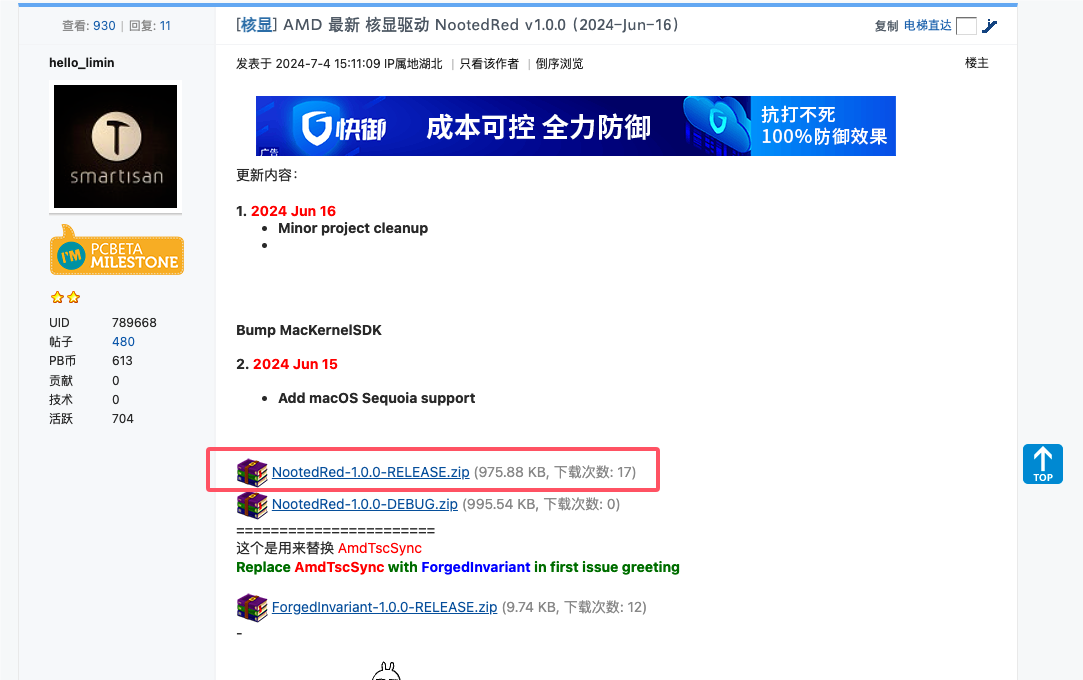 查看: 930 | 回复: 11
[核显] AMD 最新 核显驱动 NootedRed v1.0.0 (2024-Jun-16)
复制 电梯直达
hello_limin
发表于 2024-7-4 15:11:09 IP属地湖北 | 只看该作者 | 倒序浏览
楼主
smartisan
快御
成本可控 全力防御
抗打不死
100%防御效果
广告
更新内容:
1. 2024 Jun 16
• Minor project cleanup
•
I'M PCBETA
MILESTONE
UID 789668
帖子 480
PB币 613
贡献 0
技术 0
活跃 704
Bump MacKernelSDK
2. 2024 Jun 15
• Add macOS Sequoia support
NootedRed-1.0.0-RELEASE.zip (975.88 KB, 下载次数: 17)
TOP
NootedRed-1.0.0-DEBUG.zip (995.54 KB, 下载次数: 0)
=======================
这个是用来替换 AmdTscSync
Replace AmdTscSync with ForgedInvariant in first issue greeting
ForgedInvariant-1.0.0-RELEASE.zip (9.74 KB, 下载次数: 12)
-